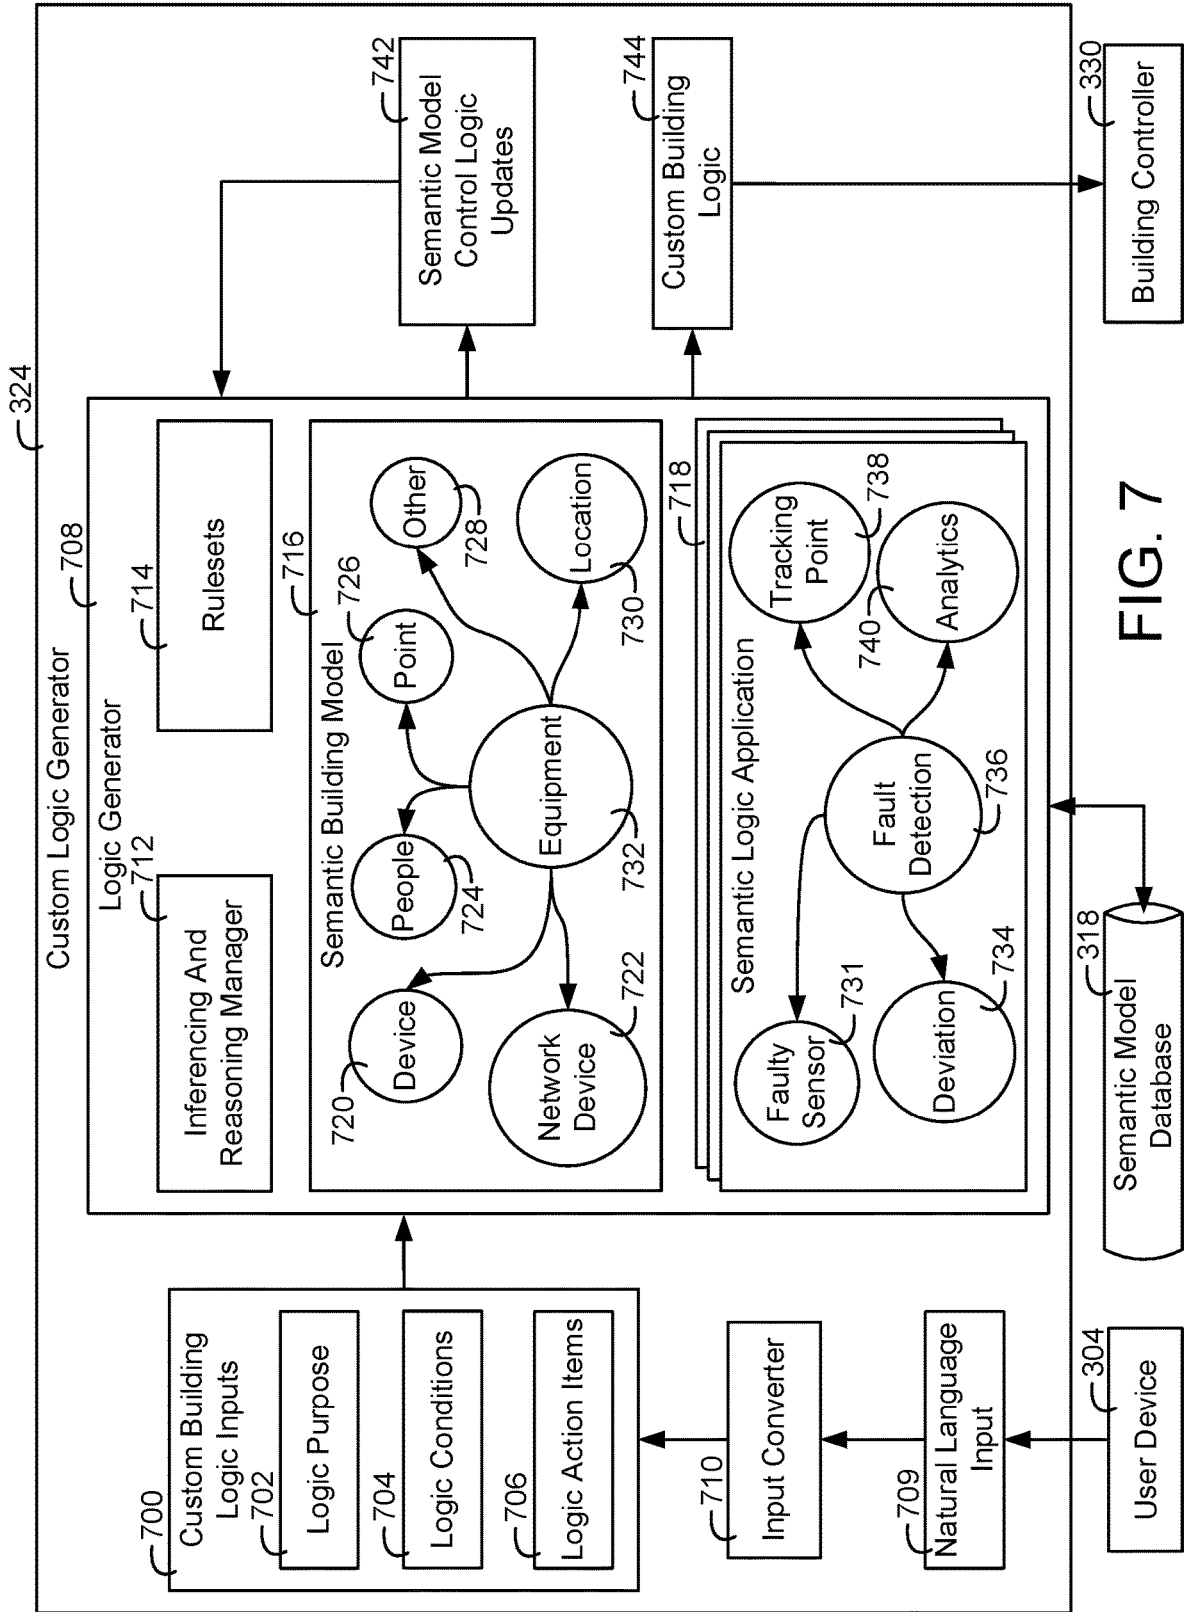 324
Custom Logic Generator
708
Logic Generator
712
Inferencing And
Reasoning Manager
714
Rulesets
716
Semantic Building Model
720
Device
722
Network
Device
724
People
726
Point
728
Other
730
Location
732
Equipment
718
Semantic Logic Application
731
Faulty
Sensor
734
Deviation
736
Fault
Detection
738
Tracking
Point
740
Analytics
700
Custom Building
Logic Inputs
702
Logic Purpose
704
Logic Conditions
706
Logic Action Items
710
Input Converter
709
Natural Language
Input
304
User Device
318
Semantic Model
Database
742
Semantic Model
Control Logic
Updates
744
Custom Building
Logic
330
Building Controller
FIG. 7